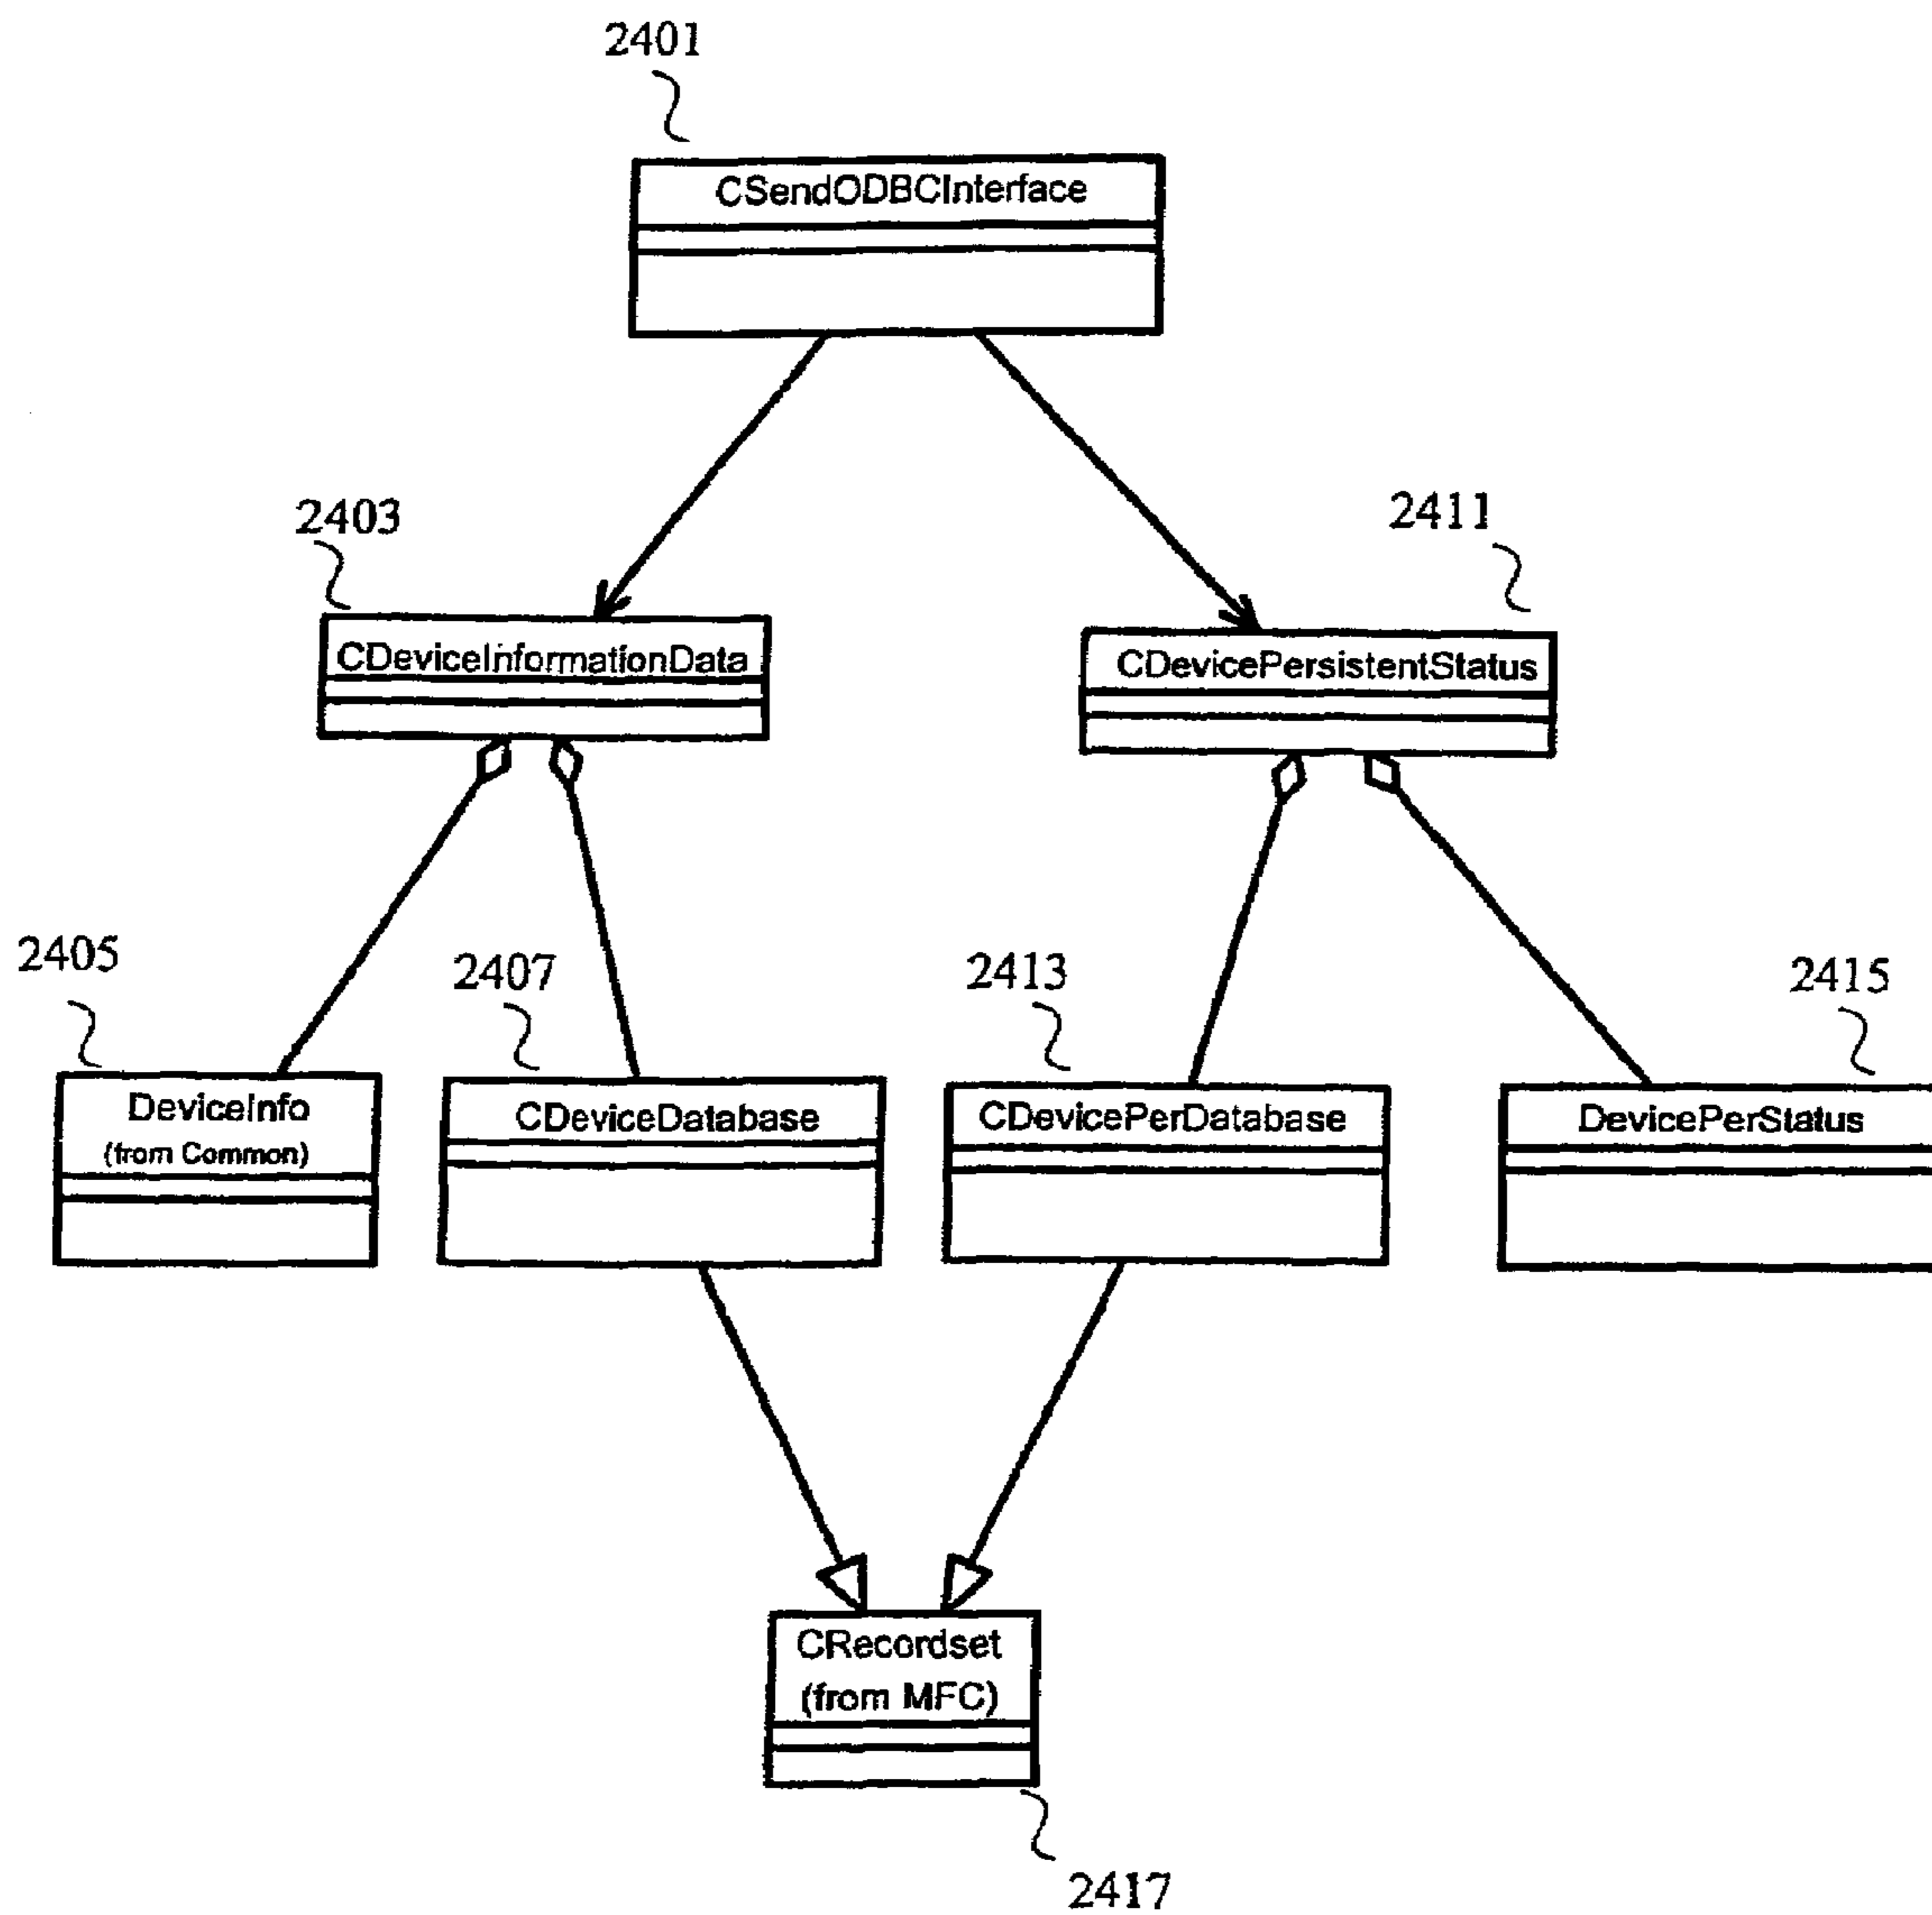 2401
CSendODBCInterface
2403
2411
CDeviceInformationData
CDevicePersistentStatus
2405
2407
2413
2415
DeviceInfo
(from Common)
CDeviceDatabase
CDevicePerDatabase
DevicePerStatus
CRecordset
(from MFC)
2417